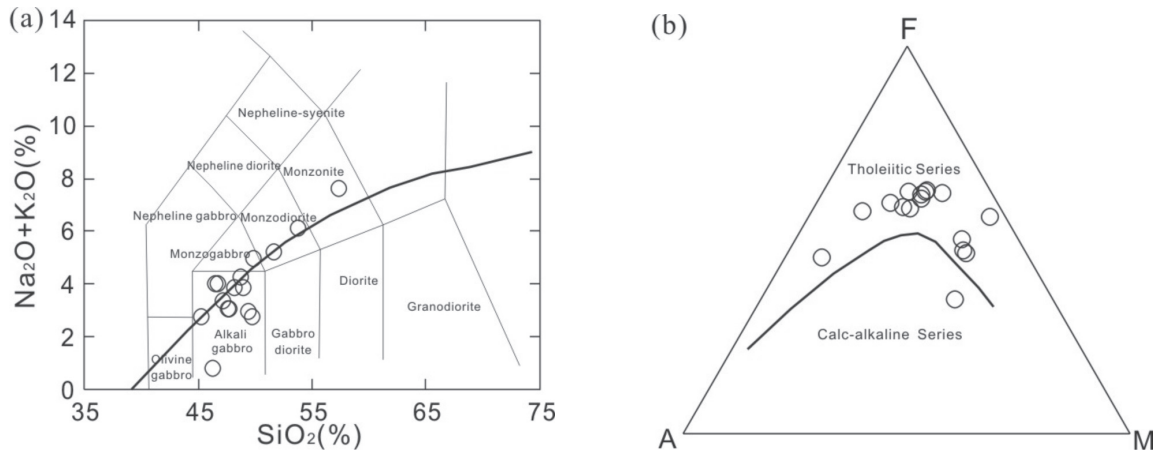 (a)
14
12
10
8
6
4
2
0
Na₂O+K₂O(%)
Nepheline-syenite
Nepheline diorite
Monzonite
Nepheline gabbro
Monzodiorite
Monzogabbro
Diorite
Granodiorite
Alkali
gabbro
Gabbro
diorite
Olivine
gabbro
35 45 55 65 75
SiO₂(%)
(b)
F
Tholeiitic Series
Calc-alkaline Series
A M